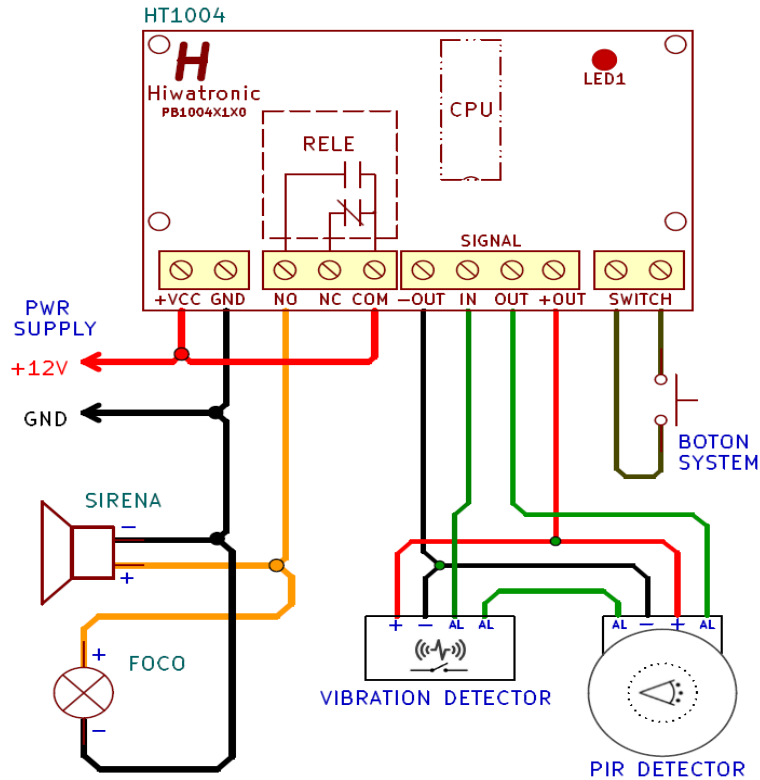 HT1004
H
Hiwatronic
PB1004X1X0
CPU
LED1
RELE
SIGNAL
+VCC GND NO NC COM −OUT IN OUT +OUT SWITCH
PWR
SUPPLY
+12V
GND
BOTON
SYSTEM
SIRENA
−
+
FOCO
+
−
+ − AL AL
AL − + AL
VIBRATION DETECTOR
PIR DETECTOR